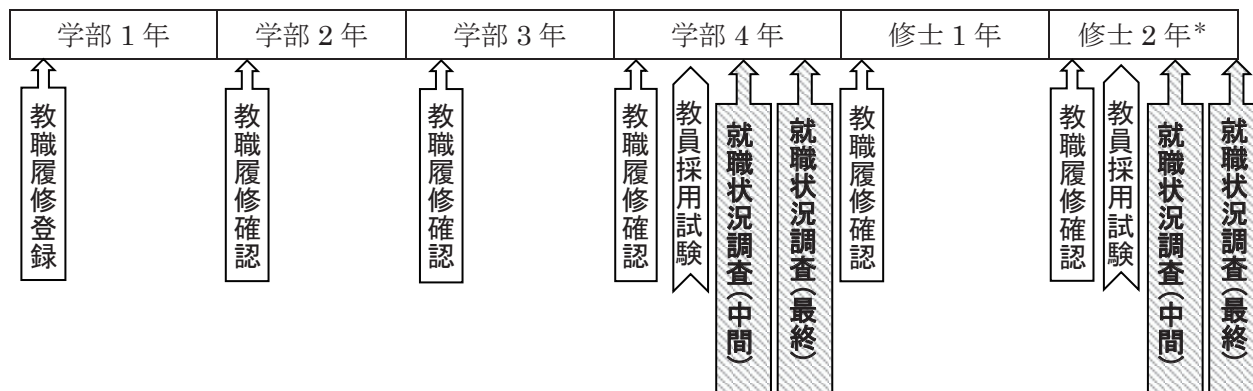 学部 1 年
学部 2 年
学部 3 年
学部 4 年
修士 1 年
修士 2 年*
教職履修登録
教職履修確認
教職履修確認
教職履修確認
教員採用試験
就職状況調査(中間)
就職状況調査(最終)
教職履修確認
教職履修確認
教員採用試験
就職状況調査(中間)
就職状況調査(最終)